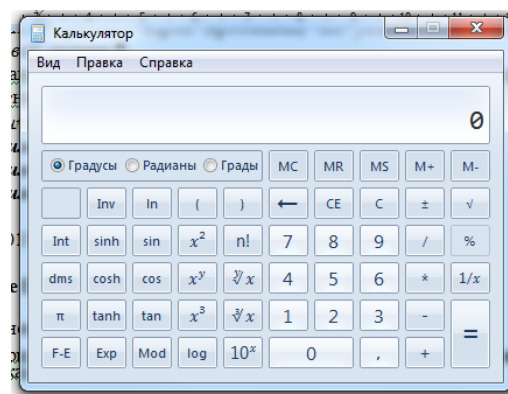 Калькулятор
Вид Правка Справка
0
Градусы Радианы Грады MC MR MS M+ M-
Inv ln ( ) ← CE C ± √
Int sinh sin x² n! 7 8 9 / %
dms cosh cos xʸ ʸ√x 4 5 6 * 1/x
π tanh tan x³ ³√x 1 2 3 - =
F-E Exp Mod log 10ˣ 0 , +